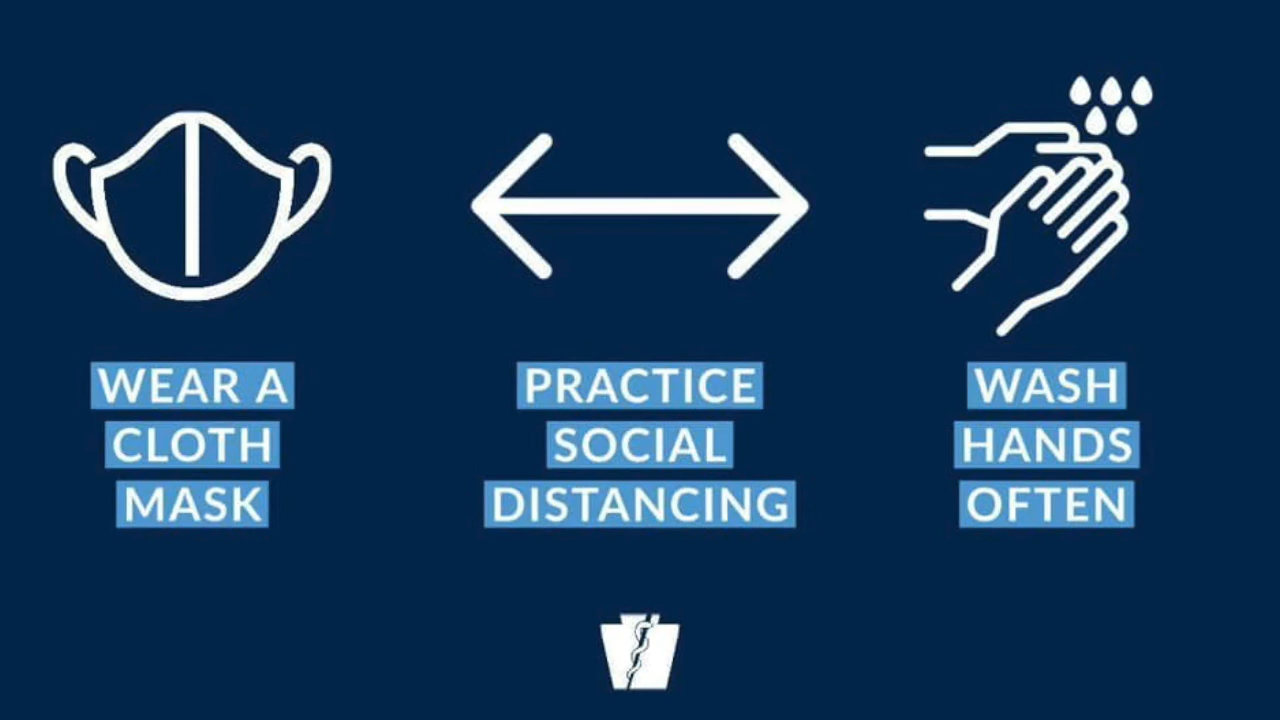 WEAR A
CLOTH
MASK
PRACTICE
SOCIAL
DISTANCING
WASH
HANDS
OFTEN